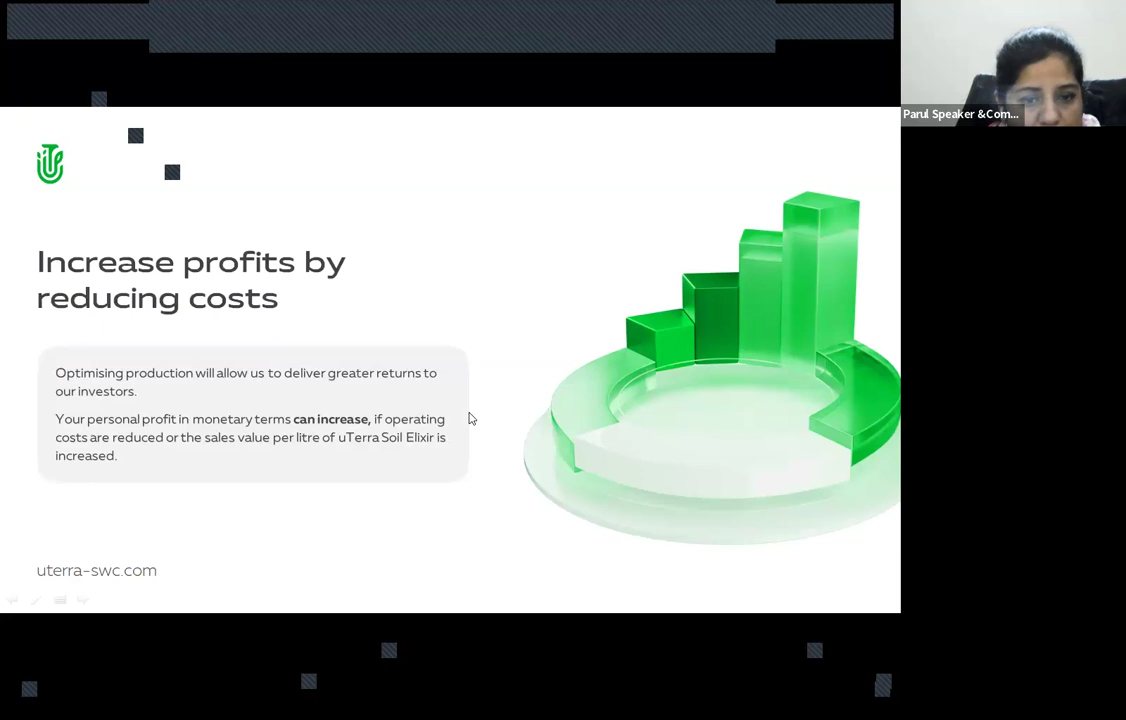 Parul Speaker &Com...
Increase profits by
reducing costs
Optimising production will allow us to deliver greater returns to
our investors.
Your personal profit in monetary terms can increase, if operating
costs are reduced or the sales value per litre of uTerra Soil Elixir is
increased.
uterra-swc.com